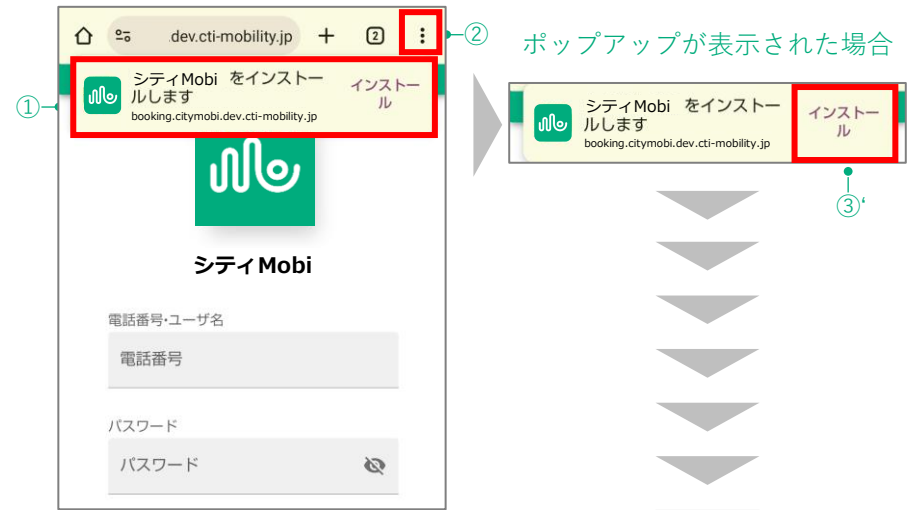 .dev.cti-mobility.jp
2
②
①
シティMobi をインストー
ルします
booking.citymobi.dev.cti-mobility.jp
インストー
ル
シティMobi
電話番号・ユーザ名
電話番号
パスワード
パスワード
ポップアップが表示された場合
シティMobi をインストー
ルします
booking.citymobi.dev.cti-mobility.jp
インストー
ル
③‘